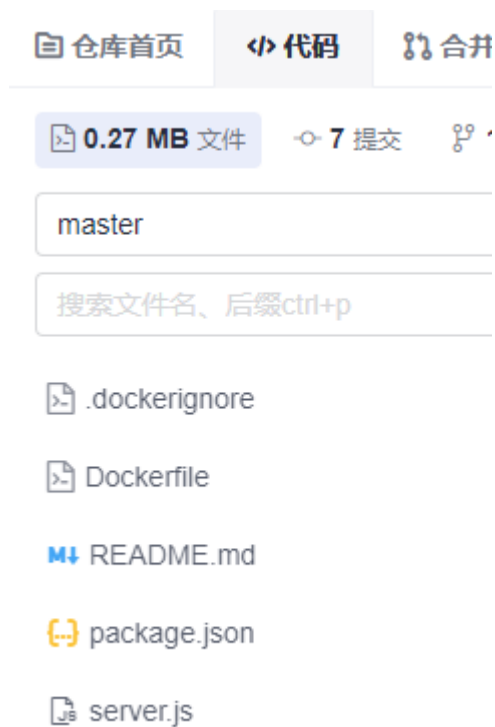 仓库首页 代码 合并
0.27 MB 文件 7 提交
master
搜索文件名、后缀ctrl+p
.dockerignore
Dockerfile
README.md
package.json
server.js